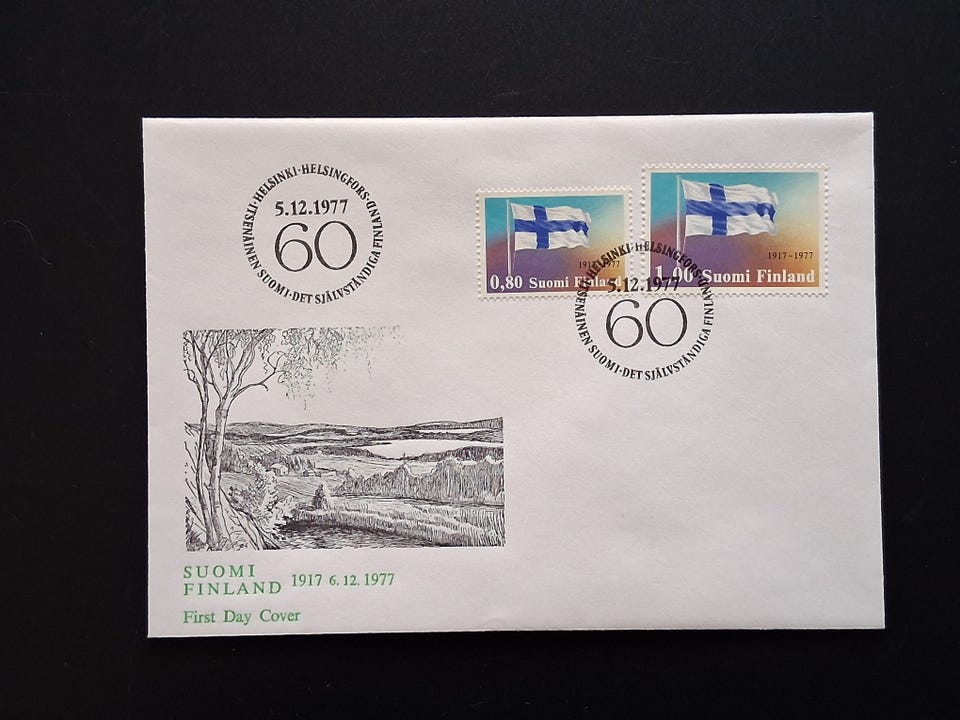 HELSINKI·HELSINGFORS·
ITSENÄINEN SUOMI·DET SJÄLVSTÄNDIGA FINLAND·
5.12.1977
60
1917-1977
0,80 Suomi Finland
1917-1977
1,00 Suomi Finland
HELSINKI·HELSINGFORS·
ITSENÄINEN SUOMI·DET SJÄLVSTÄNDIGA FINLAND·
5.12.1977
60
SUOMI
FINLAND 1917 6.12.1977
First Day Cover